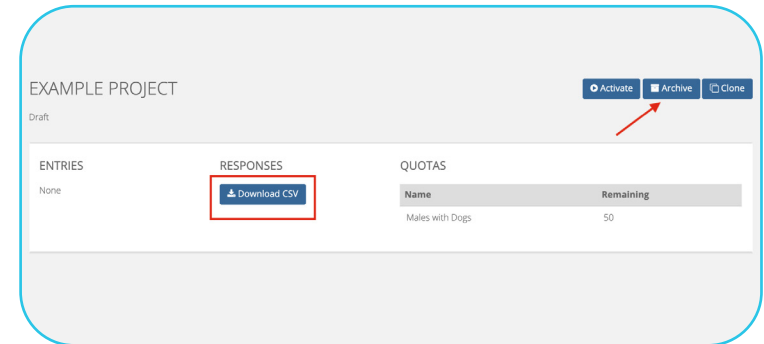 EXAMPLE PROJECT
Activate Archive Clone
Draft
ENTRIES RESPONSES QUOTAS
None Download CSV Name Remaining
Males with Dogs 50